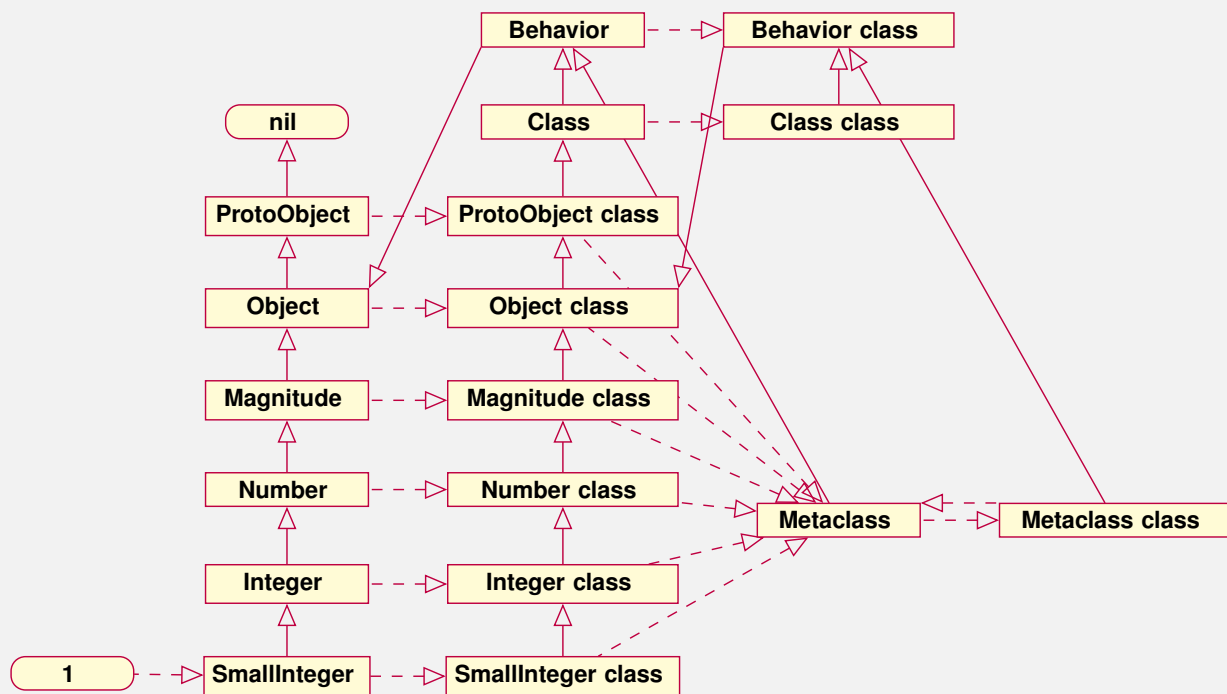 Behavior
Behavior class
nil
Class
Class class
ProtoObject
ProtoObject class
Object
Object class
Magnitude
Magnitude class
Number
Number class
Metaclass
Metaclass class
Integer
Integer class
1
SmallInteger
SmallInteger class